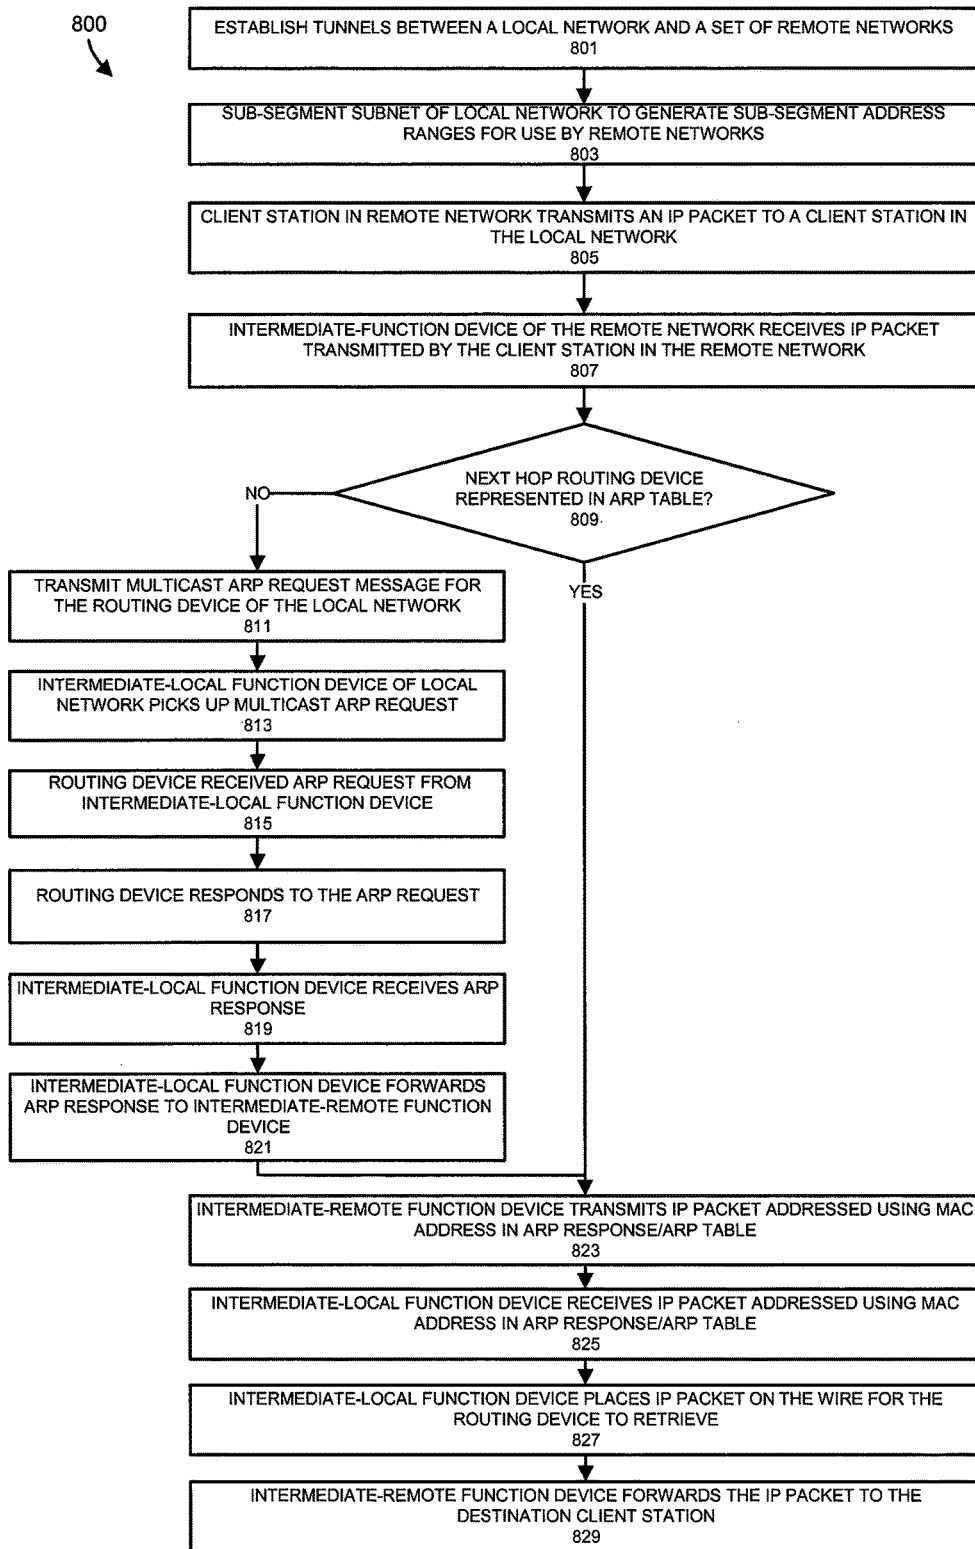 800
ESTABLISH TUNNELS BETWEEN A LOCAL NETWORK AND A SET OF REMOTE NETWORKS
801
SUB-SEGMENT SUBNET OF LOCAL NETWORK TO GENERATE SUB-SEGMENT ADDRESS
RANGES FOR USE BY REMOTE NETWORKS
803
CLIENT STATION IN REMOTE NETWORK TRANSMITS AN IP PACKET TO A CLIENT STATION IN
THE LOCAL NETWORK
805
INTERMEDIATE-FUNCTION DEVICE OF THE REMOTE NETWORK RECEIVES IP PACKET
TRANSMITTED BY THE CLIENT STATION IN THE REMOTE NETWORK
807
NEXT HOP ROUTING DEVICE
REPRESENTED IN ARP TABLE?
809
NO
YES
TRANSMIT MULTICAST ARP REQUEST MESSAGE FOR
THE ROUTING DEVICE OF THE LOCAL NETWORK
811
INTERMEDIATE-LOCAL FUNCTION DEVICE OF LOCAL
NETWORK PICKS UP MULTICAST ARP REQUEST
813
ROUTING DEVICE RECEIVED ARP REQUEST FROM
INTERMEDIATE-LOCAL FUNCTION DEVICE
815
ROUTING DEVICE RESPONDS TO THE ARP REQUEST
817
INTERMEDIATE-LOCAL FUNCTION DEVICE RECEIVES ARP
RESPONSE
819
INTERMEDIATE-LOCAL FUNCTION DEVICE FORWARDS
ARP RESPONSE TO INTERMEDIATE-REMOTE FUNCTION
DEVICE
821
INTERMEDIATE-REMOTE FUNCTION DEVICE TRANSMITS IP PACKET ADDRESSED USING MAC
ADDRESS IN ARP RESPONSE/ARP TABLE
823
INTERMEDIATE-LOCAL FUNCTION DEVICE RECEIVES IP PACKET ADDRESSED USING MAC
ADDRESS IN ARP RESPONSE/ARP TABLE
825
INTERMEDIATE-LOCAL FUNCTION DEVICE PLACES IP PACKET ON THE WIRE FOR THE
ROUTING DEVICE TO RETRIEVE
827
INTERMEDIATE-REMOTE FUNCTION DEVICE FORWARDS THE IP PACKET TO THE
DESTINATION CLIENT STATION
829